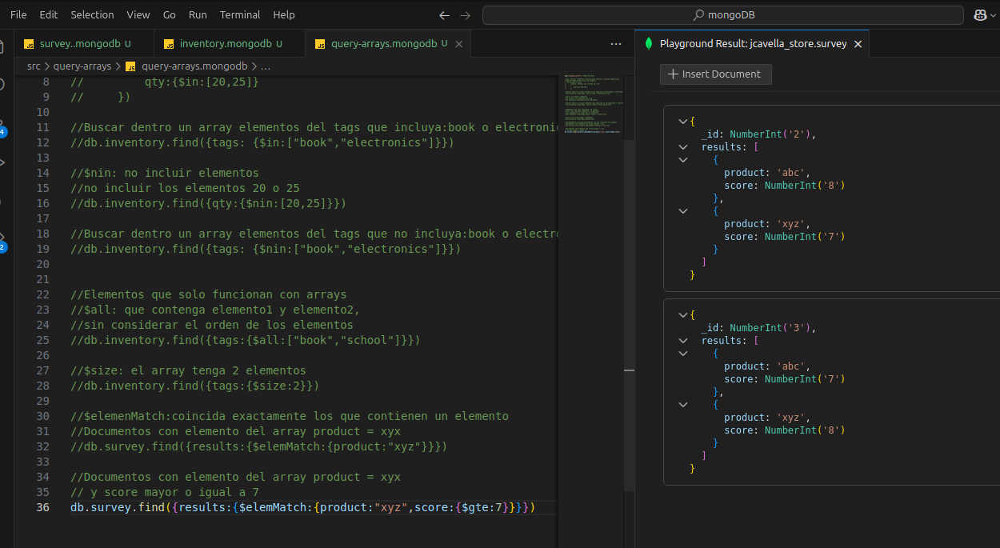 File Edit Selection View Go Run Terminal Help
mongoDB
survey..mongodb U
inventory.mongodb U
query-arrays.mongodb U
Playground Result: jcavella_store.survey
src > query-arrays > query-arrays.mongodb > ...
8 // qty:{$in:[20,25]}
9 // })
10
11 //Buscar dentro un array elementos del tags que incluya:book o electronic
12 //db.inventory.find({tags: {$in:["book","electronics"]}})
13
14 //$nin: no incluir elementos
15 //no incluir los elementos 20 o 25
16 //db.inventory.find({qty:{$nin:[20,25]}})
17
18 //Buscar dentro un array elementos del tags que no incluya:book o electr
19 //db.inventory.find({tags: {$nin:["book","electronics"]}})
20
21
22 //Elementos que solo funcionan con arrays
23 //$all: que contenga elemento1 y elemento2,
24 //sin considerar el orden de los elementos
25 //db.inventory.find({tags:{$all:["book","school"]}})
26
27 //$size: el array tenga 2 elementos
28 //db.inventory.find({tags:{$size:2}})
29
30 //$elemenMatch:coincida exactamente los que contienen un elemento
31 //Documentos con elemento del array product = xyx
32 //db.survey.find({results:{$elemMatch:{product:"xyz"}}})
33
34 //Documentos con elemento del array product = xyx
35 // y score mayor o igual a 7
36 db.survey.find({results:{$elemMatch:{product:"xyz",score:{$gte:7}}}})
4
2
+ Insert Document
{
_id: NumberInt('2'),
results: [
{
product: 'abc',
score: NumberInt('8')
},
{
product: 'xyz',
score: NumberInt('7')
}
]
}
{
_id: NumberInt('3'),
results: [
{
product: 'abc',
score: NumberInt('7')
},
{
product: 'xyz',
score: NumberInt('8')
}
]
}